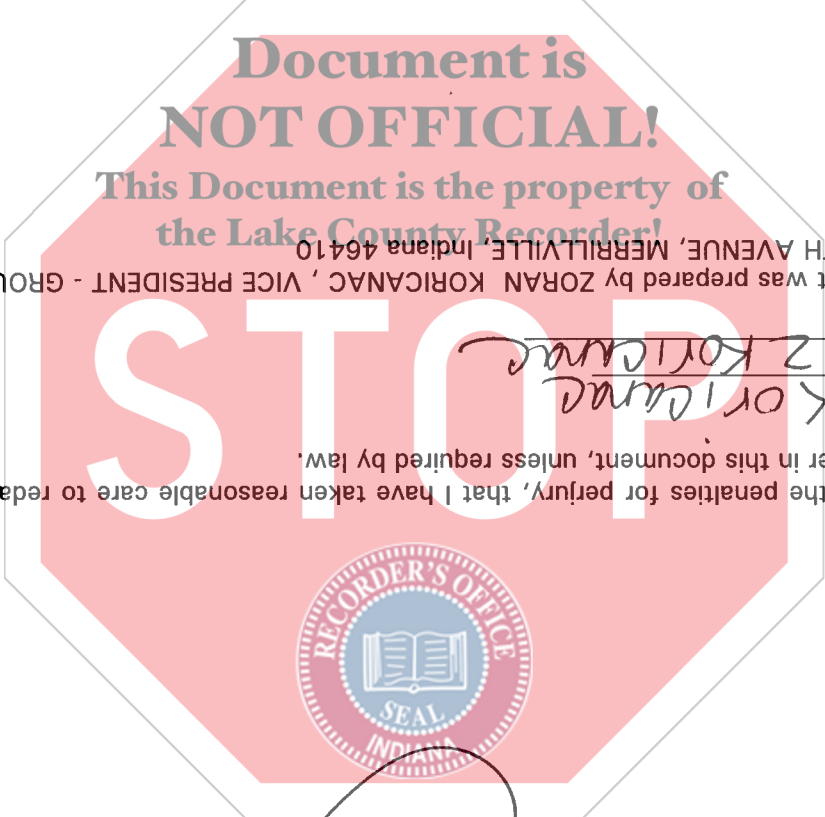 Document is
NOT OFFICIAL!
This Document is the property of
the Lake County Recorder!
STOP
RECORDER'S OFFICE
SEAL
INDIANA
the penalties for perjury, that I have taken reasonable care to reda
er in this document, unless required by law.
Koricanac
Z Koricanac
t was prepared by ZORAN KORICANAC , VICE PRESIDENT - GROU
TH AVENUE, MERRILLVILLE, Indiana 46410